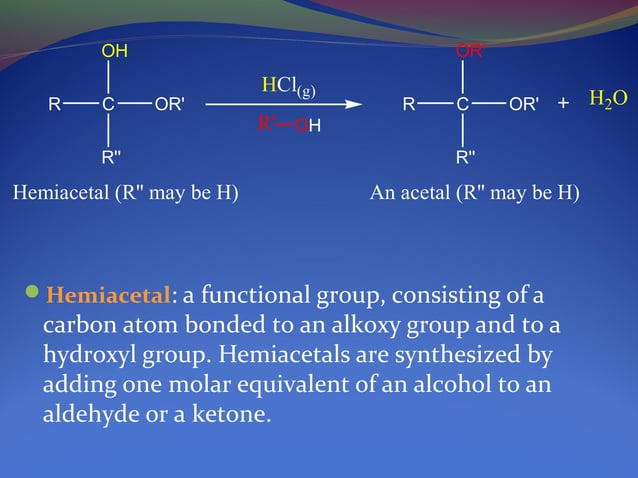 OH
R C OR'
R"
HCl(g)
R'—OH
OR'
R C OR' + H2O
R"
Hemiacetal (R" may be H)
An acetal (R" may be H)
Hemiacetal: a functional group, consisting of a
carbon atom bonded to an alkoxy group and to a
hydroxyl group. Hemiacetals are synthesized by
adding one molar equivalent of an alcohol to an
aldehyde or a ketone.